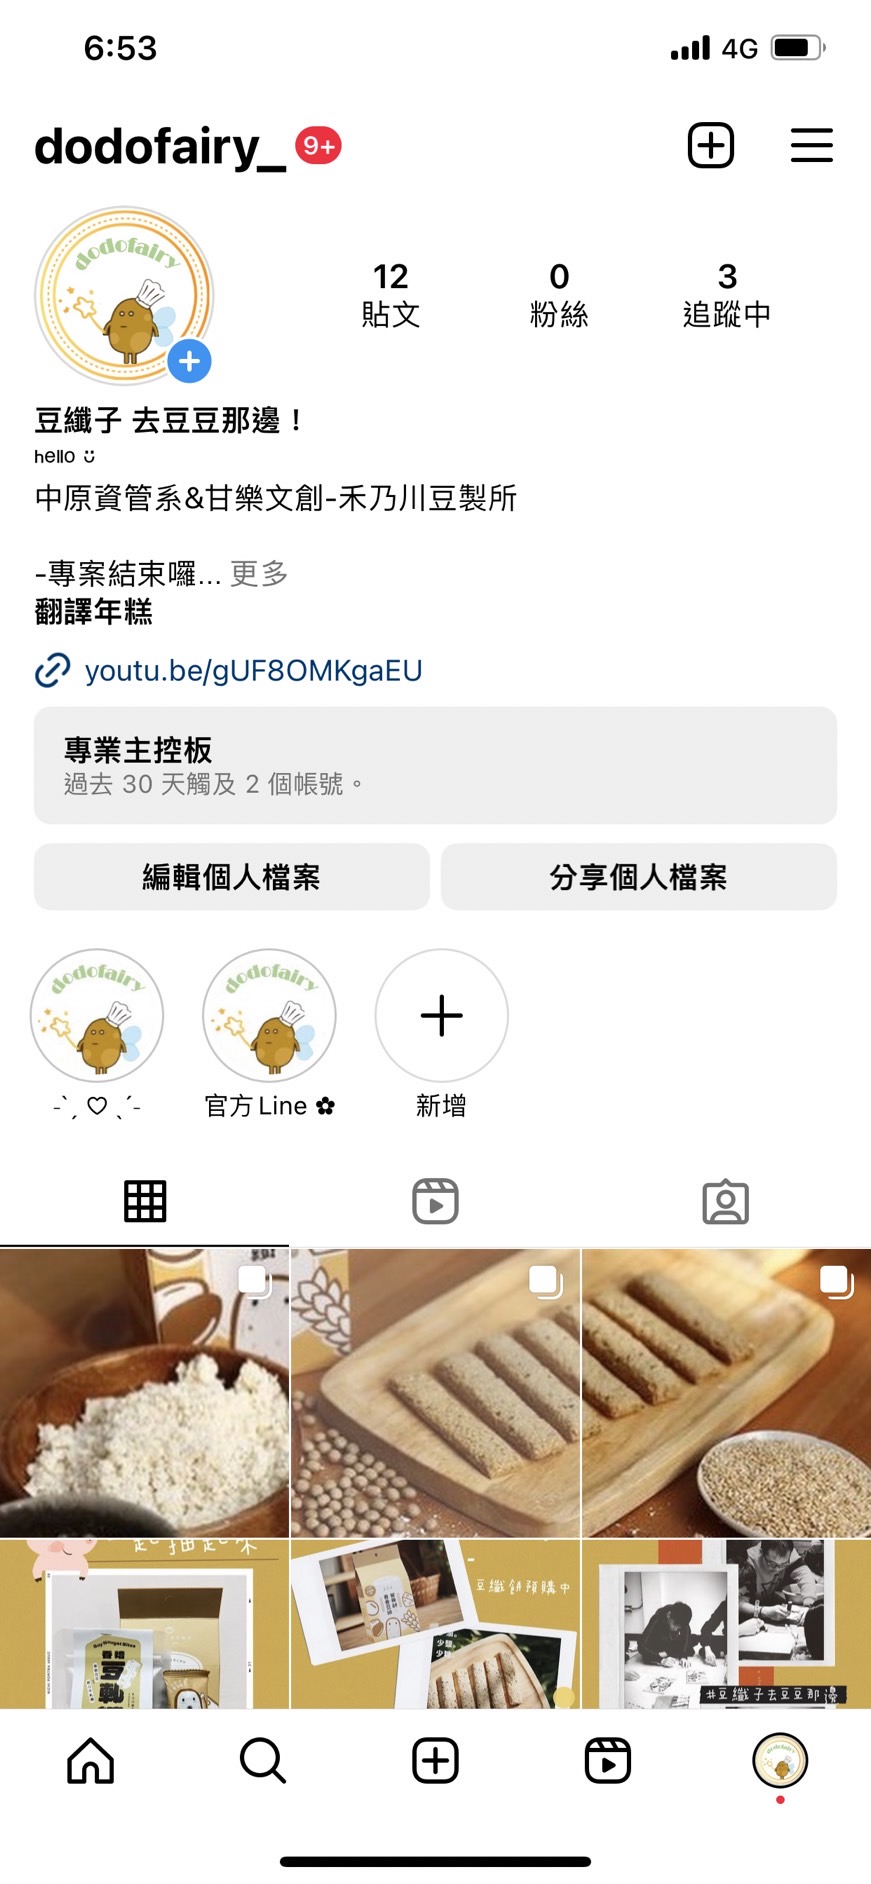 6:53
4G
dodofairy_ 9+
dodofairy
12
貼文
0
粉絲
3
追蹤中
豆纖子 去豆豆那邊！
hello
中原資管系&甘樂文創-禾乃川豆製所
-專案結束囉... 更多
翻譯年糕
youtu.be/gUF8OMKgaEU
專業主控板
過去 30 天觸及 2 個帳號。
編輯個人檔案
分享個人檔案
dodofairy
dodofairy
-ˋˏ ♡ ˎˊ-
官方 Line ✿
新增
豆纖餅預購中
#豆纖子去豆豆那邊